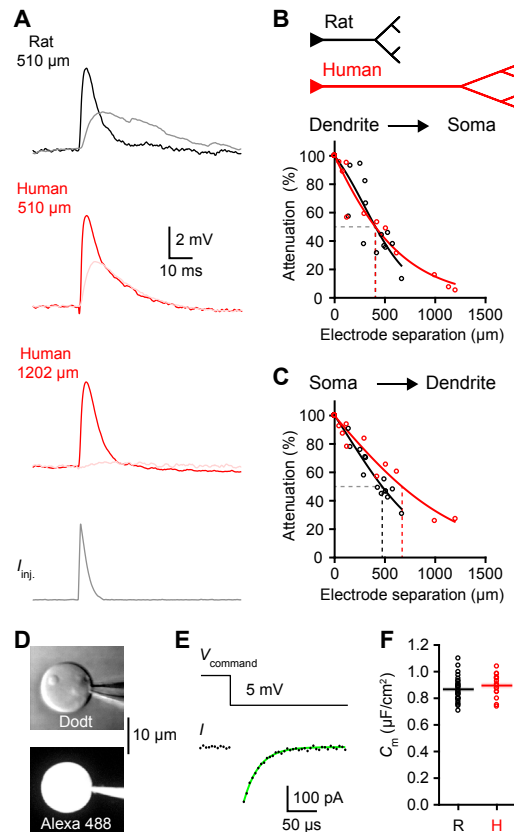 A
Rat
510 µm
Human
510 µm
2 mV
10 ms
Human
1202 µm
I inj.
B
Rat
Human
Dendrite → Soma
100
80
60
40
20
0
Attenuation (%)
0 500 1000 1500
Electrode separation (µm)
C
Soma → Dendrite
100
80
60
40
20
0
Attenuation (%)
0 500 1000 1500
Electrode separation (µm)
D
Dodt
10 µm
Alexa 488
E
V command
5 mV
I
100 pA
50 µs
F
1.2
1.0
0.8
0.6
0.4
0.2
0.0
C m (µF/cm²)
R H